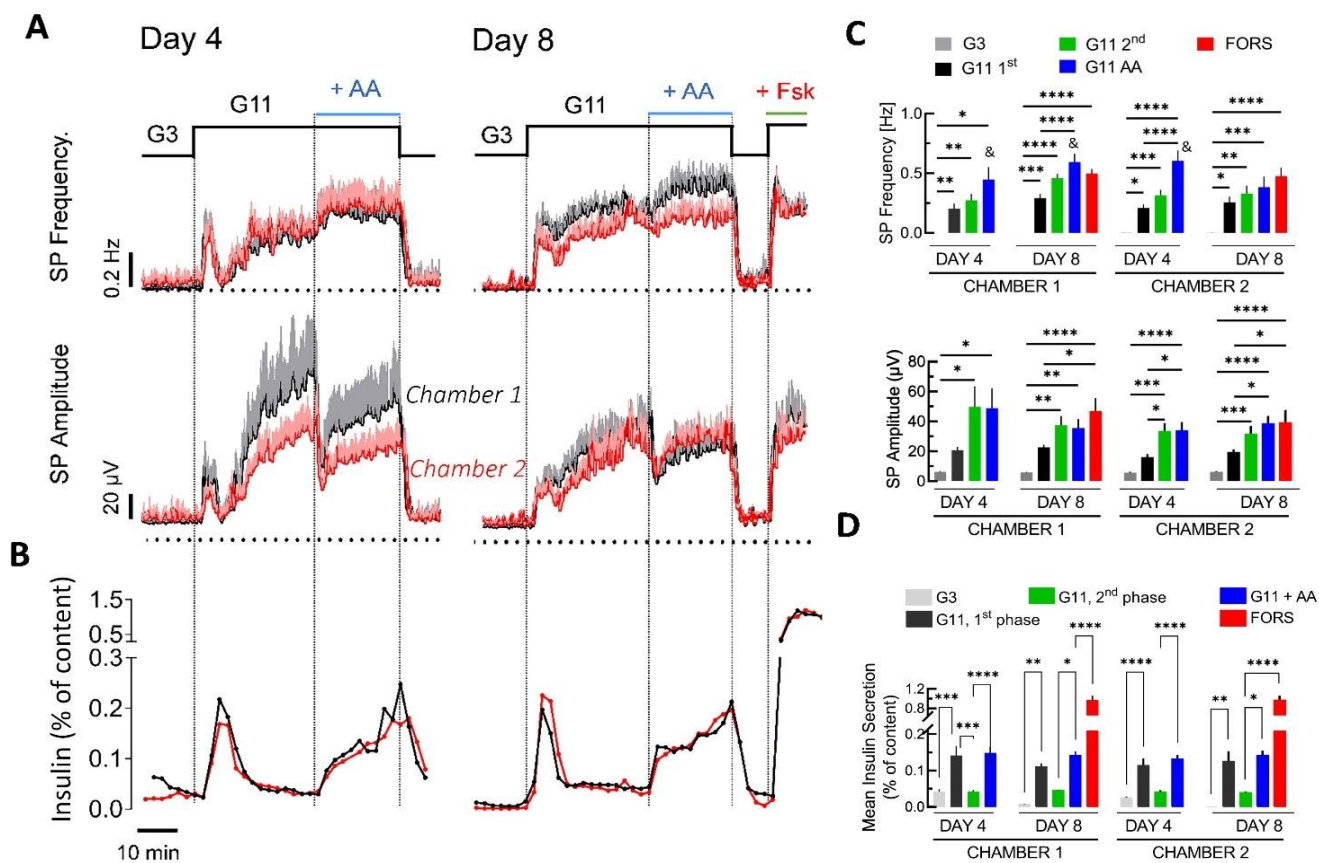 A
Day 4
Day 8
+ AA
+ AA
+ Fsk
G11
G11
G3
G3
SP Frequency.
0.2 Hz
SP Amplitude
20 µV
Chamber 1
Chamber 2
B
Insulin (% of content)
1.5
0.5
0.3
0.2
0.1
0.0
10 min
C
G3
G11 2nd
FORS
G11 1st
G11 AA
SP Frequency [Hz]
1.0
0.5
0.0
*
**
**
&
****
****
****
***
&
****
****
***
*
&
****
***
**
*
DAY 4
DAY 8
DAY 4
DAY 8
CHAMBER 1
CHAMBER 2
SP Amplitude (µV)
80
60
40
20
0
*
*
****
*
**
**
****
*
***
*
****
*
****
*
***
DAY 4
DAY 8
DAY 4
DAY 8
CHAMBER 1
CHAMBER 2
D
G3
G11, 2nd phase
G11 + AA
G11, 1st phase
FORS
Mean Insulin Secretion
(% of content)
1.2
0.8
0.2
0.1
0.0
***
****
***
**
*
****
****
****
**
*
****
DAY 4
DAY 8
DAY 4
DAY 8
CHAMBER 1
CHAMBER 2